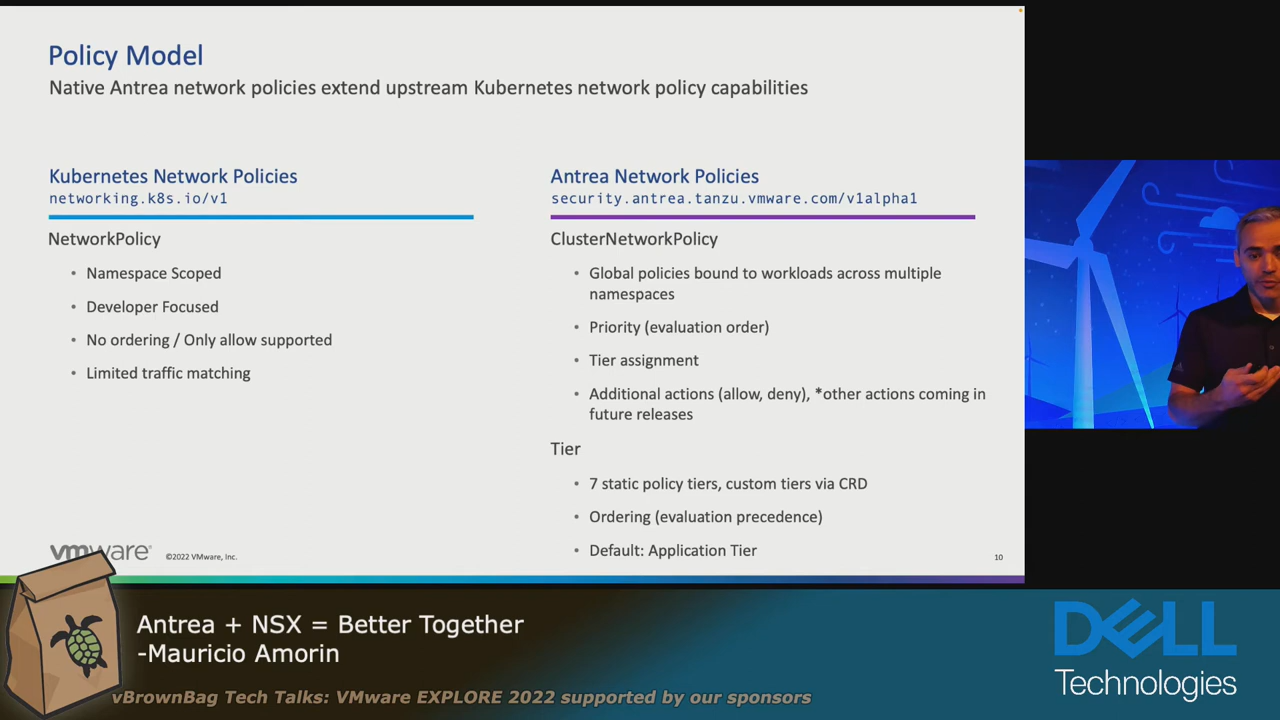 Policy Model
Native Antrea network policies extend upstream Kubernetes network policy capabilities
Kubernetes Network Policies
networking.k8s.io/v1
NetworkPolicy
• Namespace Scoped
• Developer Focused
• No ordering / Only allow supported
• Limited traffic matching
Antrea Network Policies
security.antrea.tanzu.vmware.com/v1alpha1
ClusterNetworkPolicy
• Global policies bound to workloads across multiple
namespaces
• Priority (evaluation order)
• Tier assignment
• Additional actions (allow, deny), *other actions coming in
future releases
Tier
• 7 static policy tiers, custom tiers via CRD
• Ordering (evaluation precedence)
• Default: Application Tier
vmware®
©2022 VMware, Inc.
10
Antrea + NSX = Better Together
-Mauricio Amorin
vBrownBag Tech Talks: VMware EXPLORE 2022 supported by our sponsors
DELL
Technologies